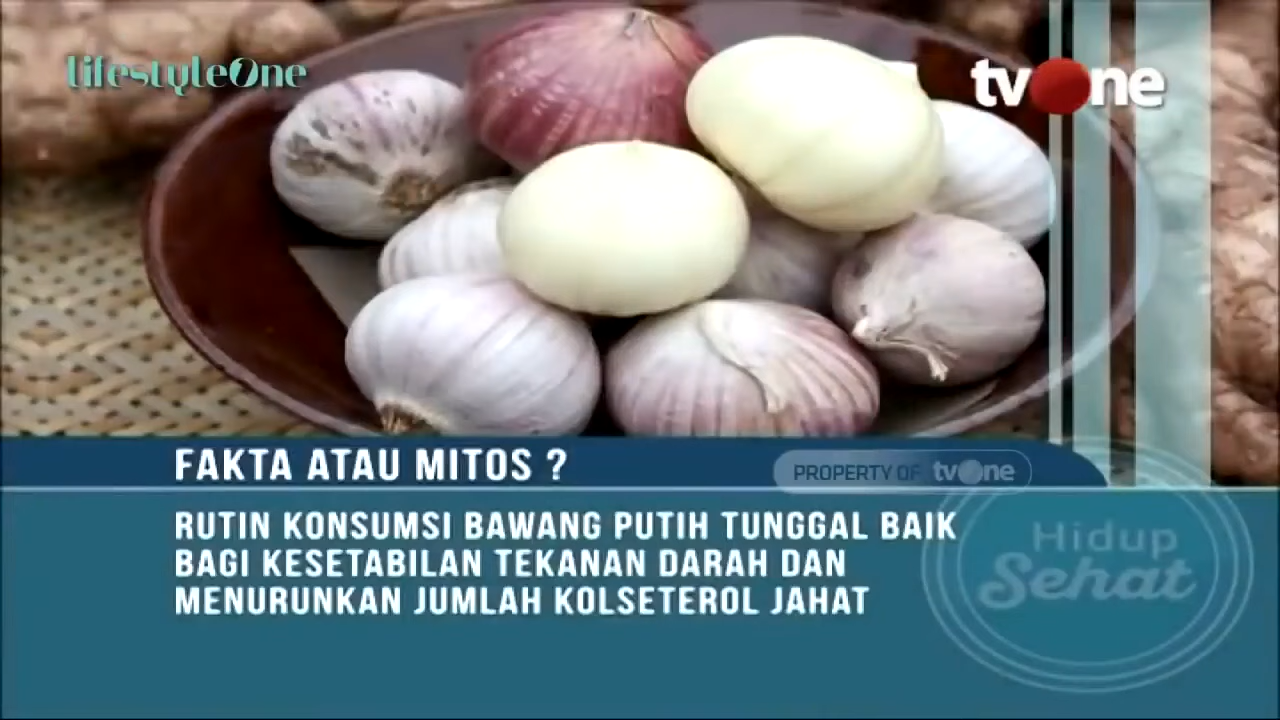 lifestyleOne
tvOne
FAKTA ATAU MITOS ?
PROPERTY OF tvOne
RUTIN KONSUMSI BAWANG PUTIH TUNGGAL BAIK
BAGI KESETABILAN TEKANAN DARAH DAN
MENURUNKAN JUMLAH KOLSETEROL JAHAT
Hidup
Sehat